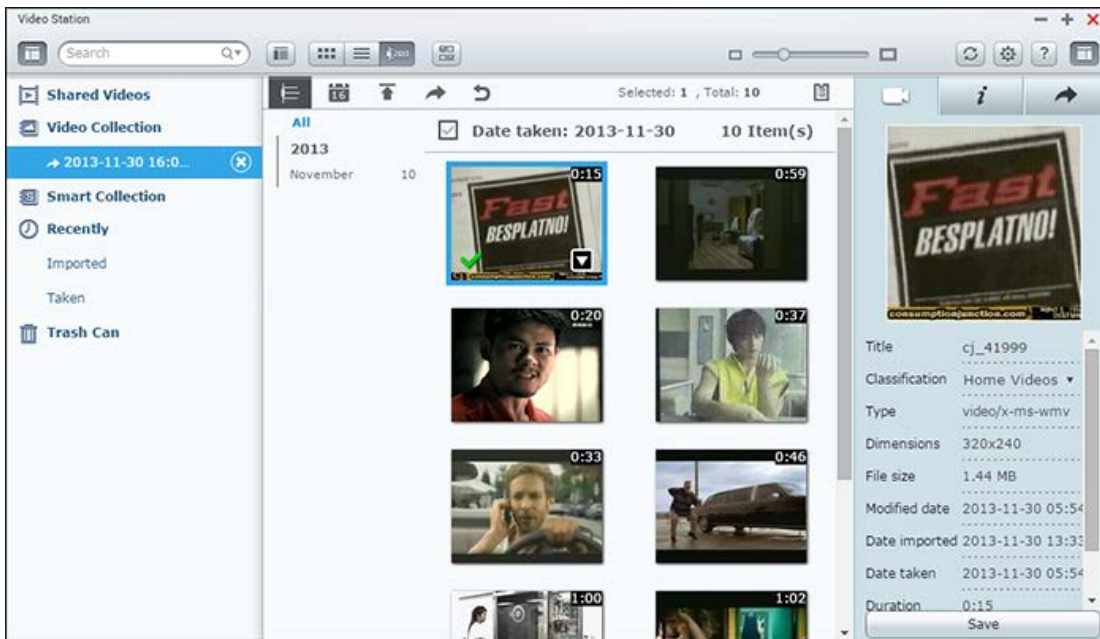 Video Station
Search
Selected: 1 , Total: 10
Shared Videos
Video Collection
2013-11-30 16:0...
Smart Collection
Recently
Imported
Taken
Trash Can
16
All
2013
November 10
Date taken: 2013-11-30 10 Item(s)
0:15
Fast
BESPLATNO!
0:59
0:20
0:37
0:33
0:46
1:00
1:02
Fast
BESPLATNO!
consumptionjunction.com
Title cj_41999
Classification Home Videos
Type video/x-ms-wmv
Dimensions 320x240
File size 1.44 MB
Modified date 2013-11-30 05:54
Date imported 2013-11-30 13:33
Date taken 2013-11-30 05:54
Duration 0:15
Save